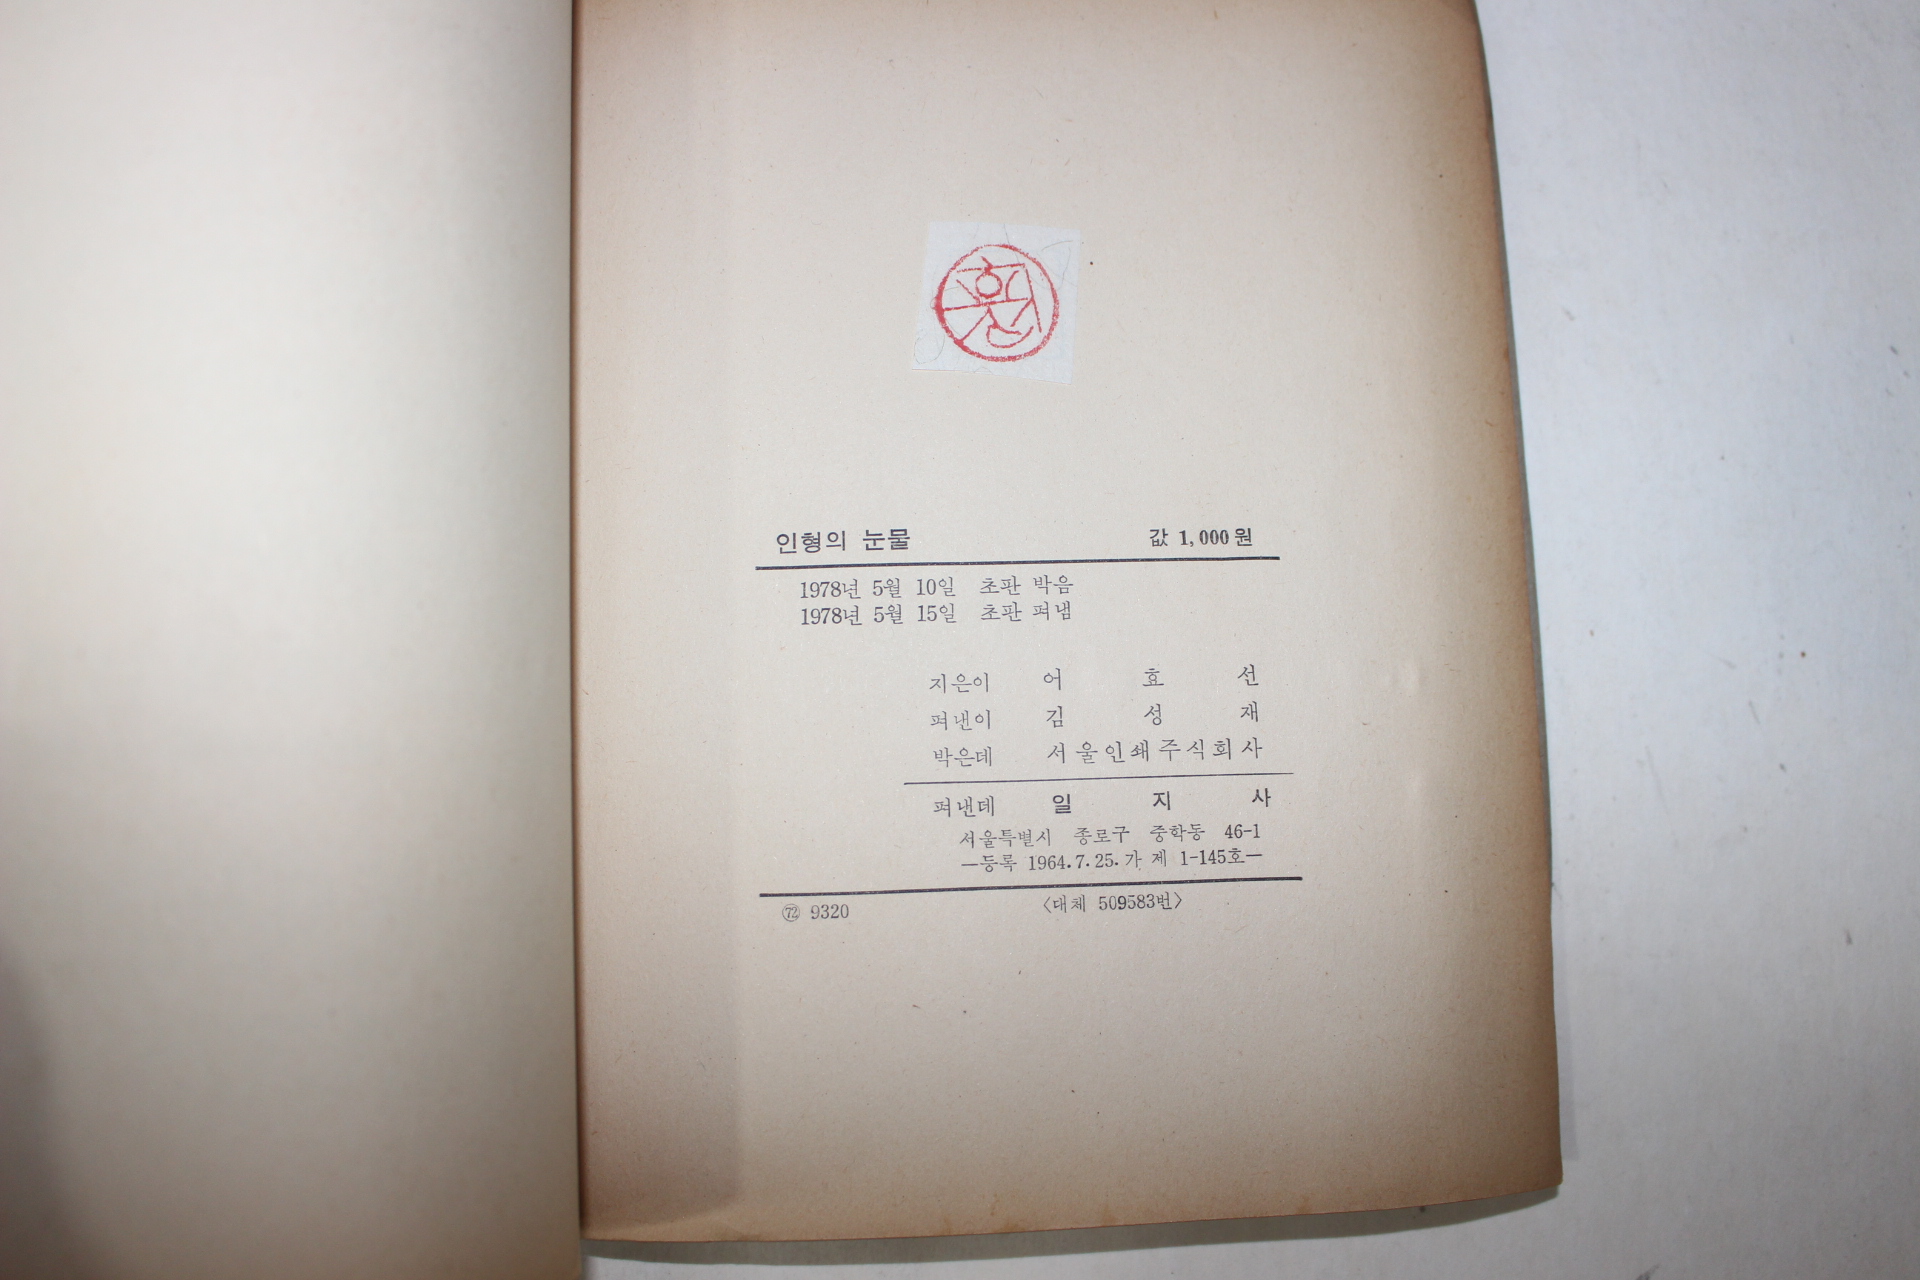 인형의 눈물 값 1,000원
1978년 5월 10일 초판 박음
1978년 5월 15일 초판 펴냄
지은이 어 효 선
펴낸이 김 성 재
박은데 서울인쇄주식회사
펴낸데 일 지 사
서울특별시 종로구 중학동 46-1
—등록 1964.7.25.가 제 1-145호—
㊆ 9320 〈대체 509583번〉